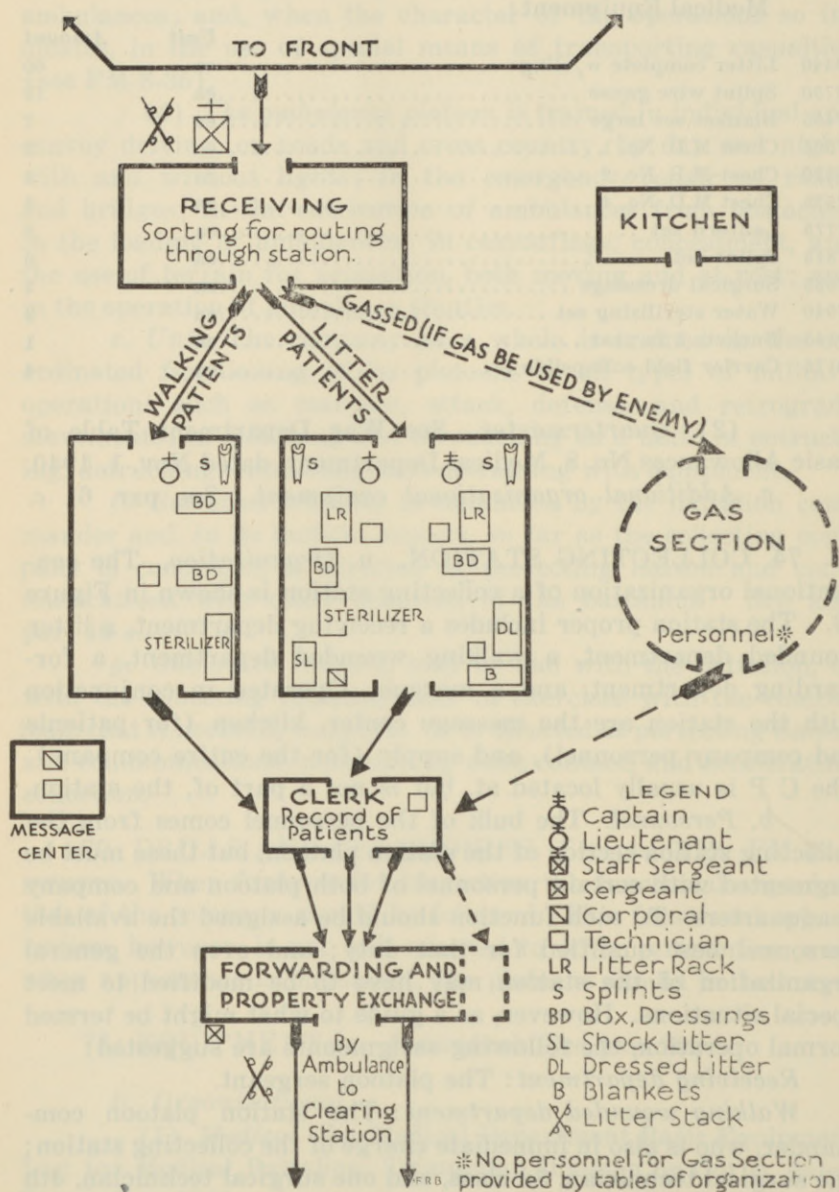 TO FRONT
RECEIVING
Sorting for routing
through station.
KITCHEN
WALKING
PATIENTS
LITTER
PATIENTS
GASSED (IF GAS BE USED BY ENEMY)
S
BD
BD
STERILIZER
S
S
LR
LR
BD
BD
STERILIZER
DL
SL
B
GAS
SECTION
Personnel※
MESSAGE
CENTER
CLERK
Record of
Patients
FORWARDING AND
PROPERTY EXCHANGE
By
Ambulance
to
Clearing
Station
FRB
LEGEND
Captain
Lieutenant
Staff Sergeant
Sergeant
Corporal
Technician
LR Litter Rack
S Splints
BD Box, Dressings
SL Shock Litter
DL Dressed Litter
B Blankets
Litter Stack
※No personnel for Gas Section
provided by tables of organization